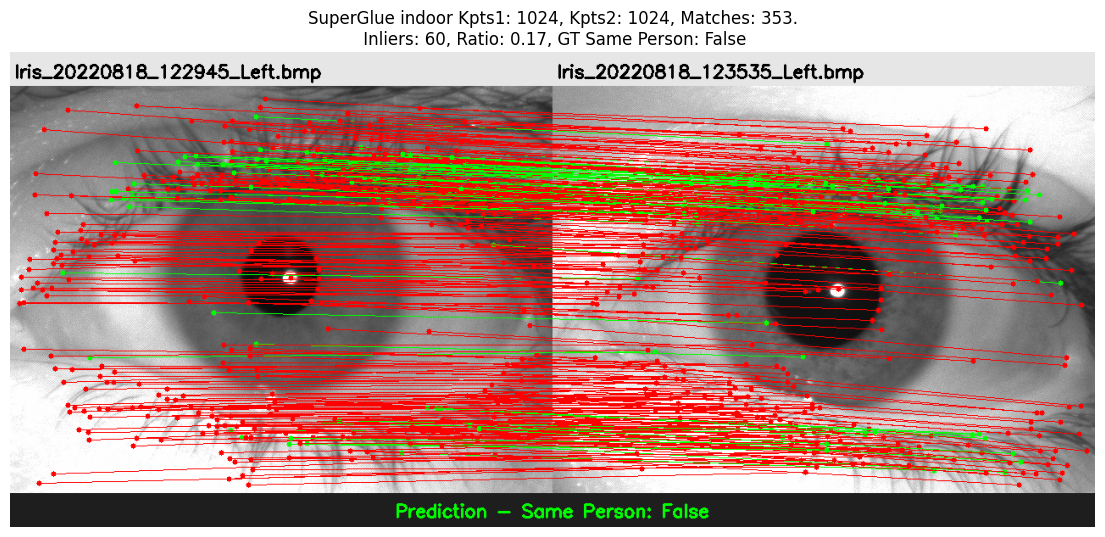 SuperGlue indoor Kpts1: 1024, Kpts2: 1024, Matches: 353.
Inliers: 60, Ratio: 0.17, GT Same Person: False
Iris_20220818_122945_Left.bmp Iris_20220818_123535_Left.bmp
Prediction - Same Person: False